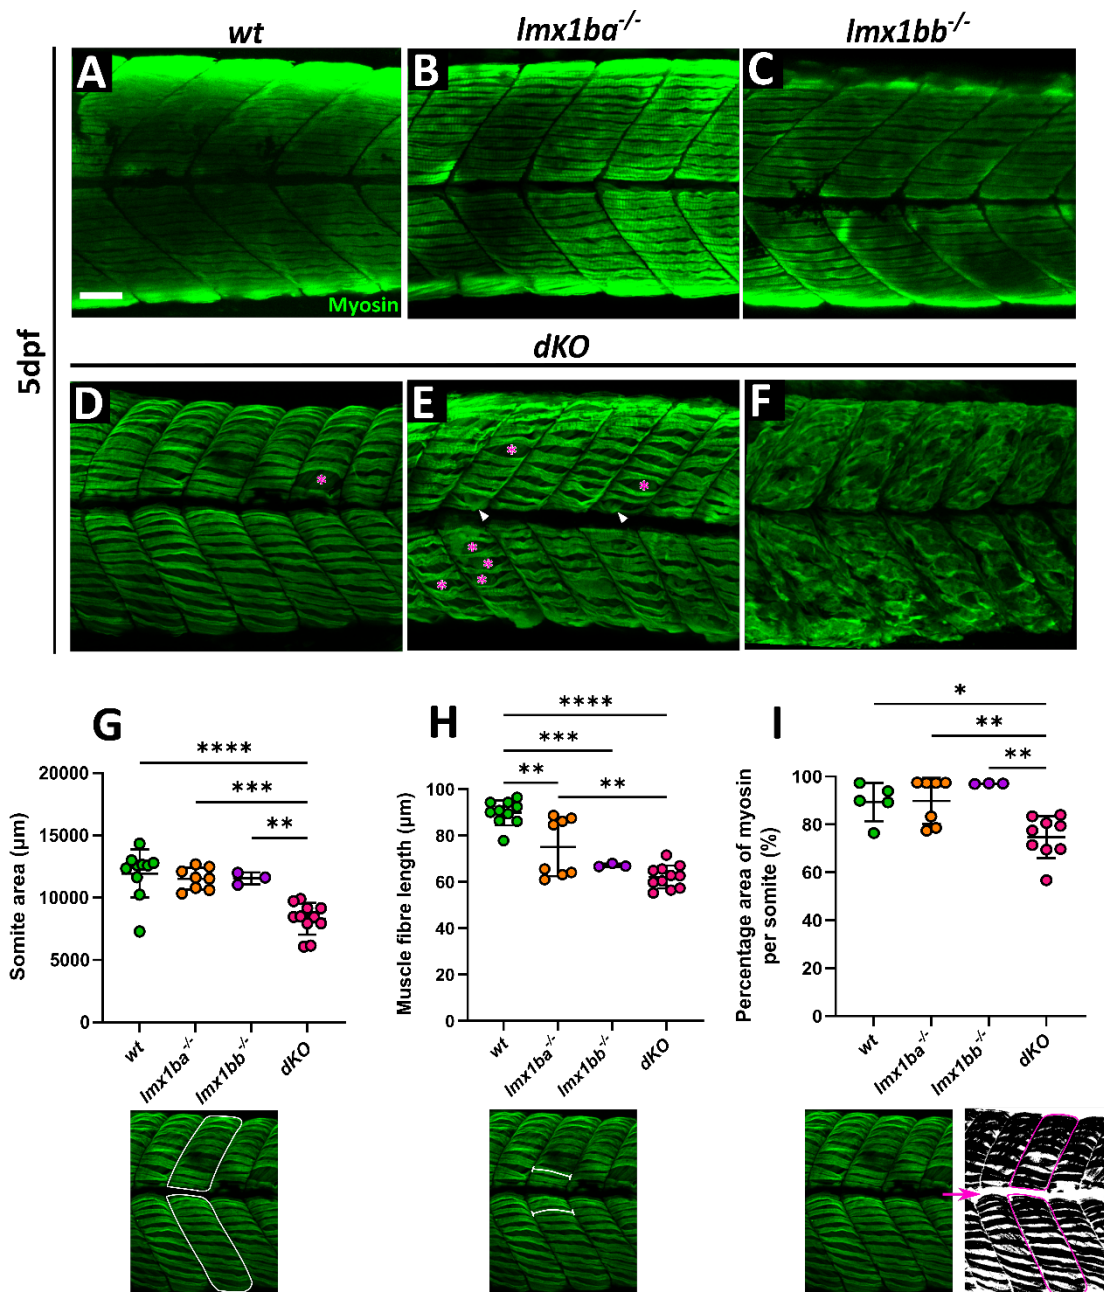 wt
lmx1ba-/-
lmx1bb-/-
A
B
C
Myosin
5dpf
dKO
D
*
E
*
*
*
*
*
*
F
G
****
***
**
Somite area (µm)
20000
15000
10000
5000
0
wt
lmx1ba-/-
lmx1bb-/-
dKO
H
****
***
**
**
Muscle fibre length (µm)
100
80
60
40
20
0
wt
lmx1ba-/-
lmx1bb-/-
dKO
I
*
**
**
Percentage area of myosin
per somite (%)
100
80
60
40
20
0
wt
lmx1ba-/-
lmx1bb-/-
dKO